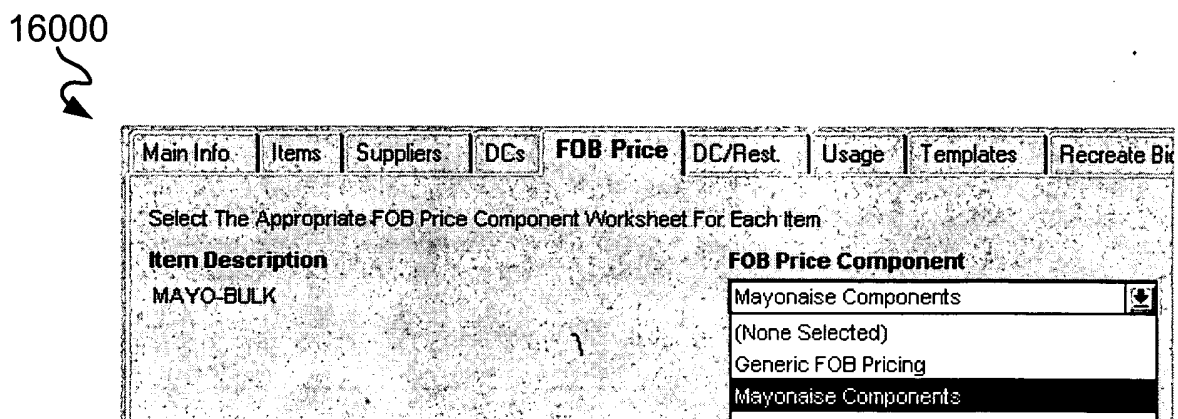 16000
Main Info Items Suppliers DCs FOB Price DC/Rest. Usage Templates Recreate
Select The Appropriate FOB Price Component Worksheet For Each Item
Item Description FOB Price Component
MAYO-BULK Mayonaise Components
(None Selected)
Generic FOB Pricing
Mayonaise Components